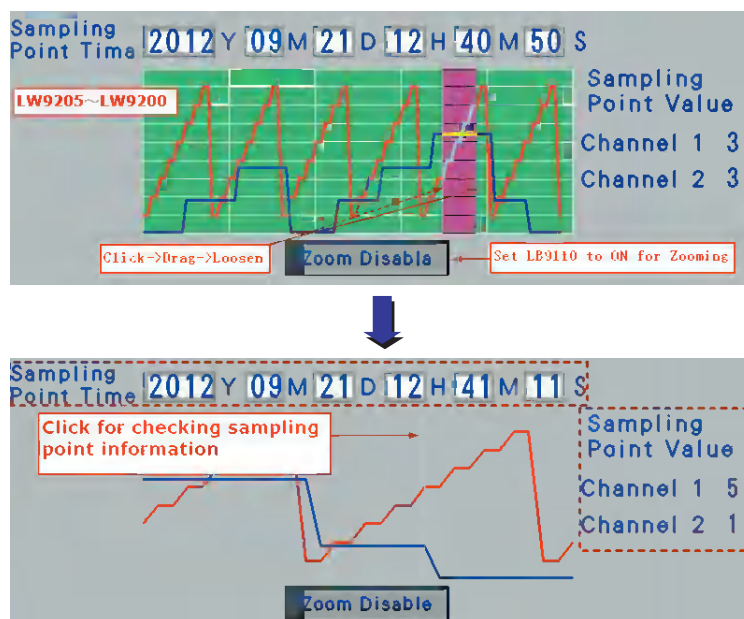 Sampling
Point Tima 2012 Y 09 M 21 D 12 H 40 M 50 S
LW9205~LW9200
Sampling
Point Value
Channel 1 3
Channel 2 3
Click->Drag->Loosen
Zoom Disabla
Set LB9110 to ON for Zooming
Sampling
Point Time 2012 Y 09 M 21 D 12 H 41 M 11 S
Click for checking sampling
point information
Sampling
Point Value
Channel 1 5
Channel 2 1
Zoom Disable